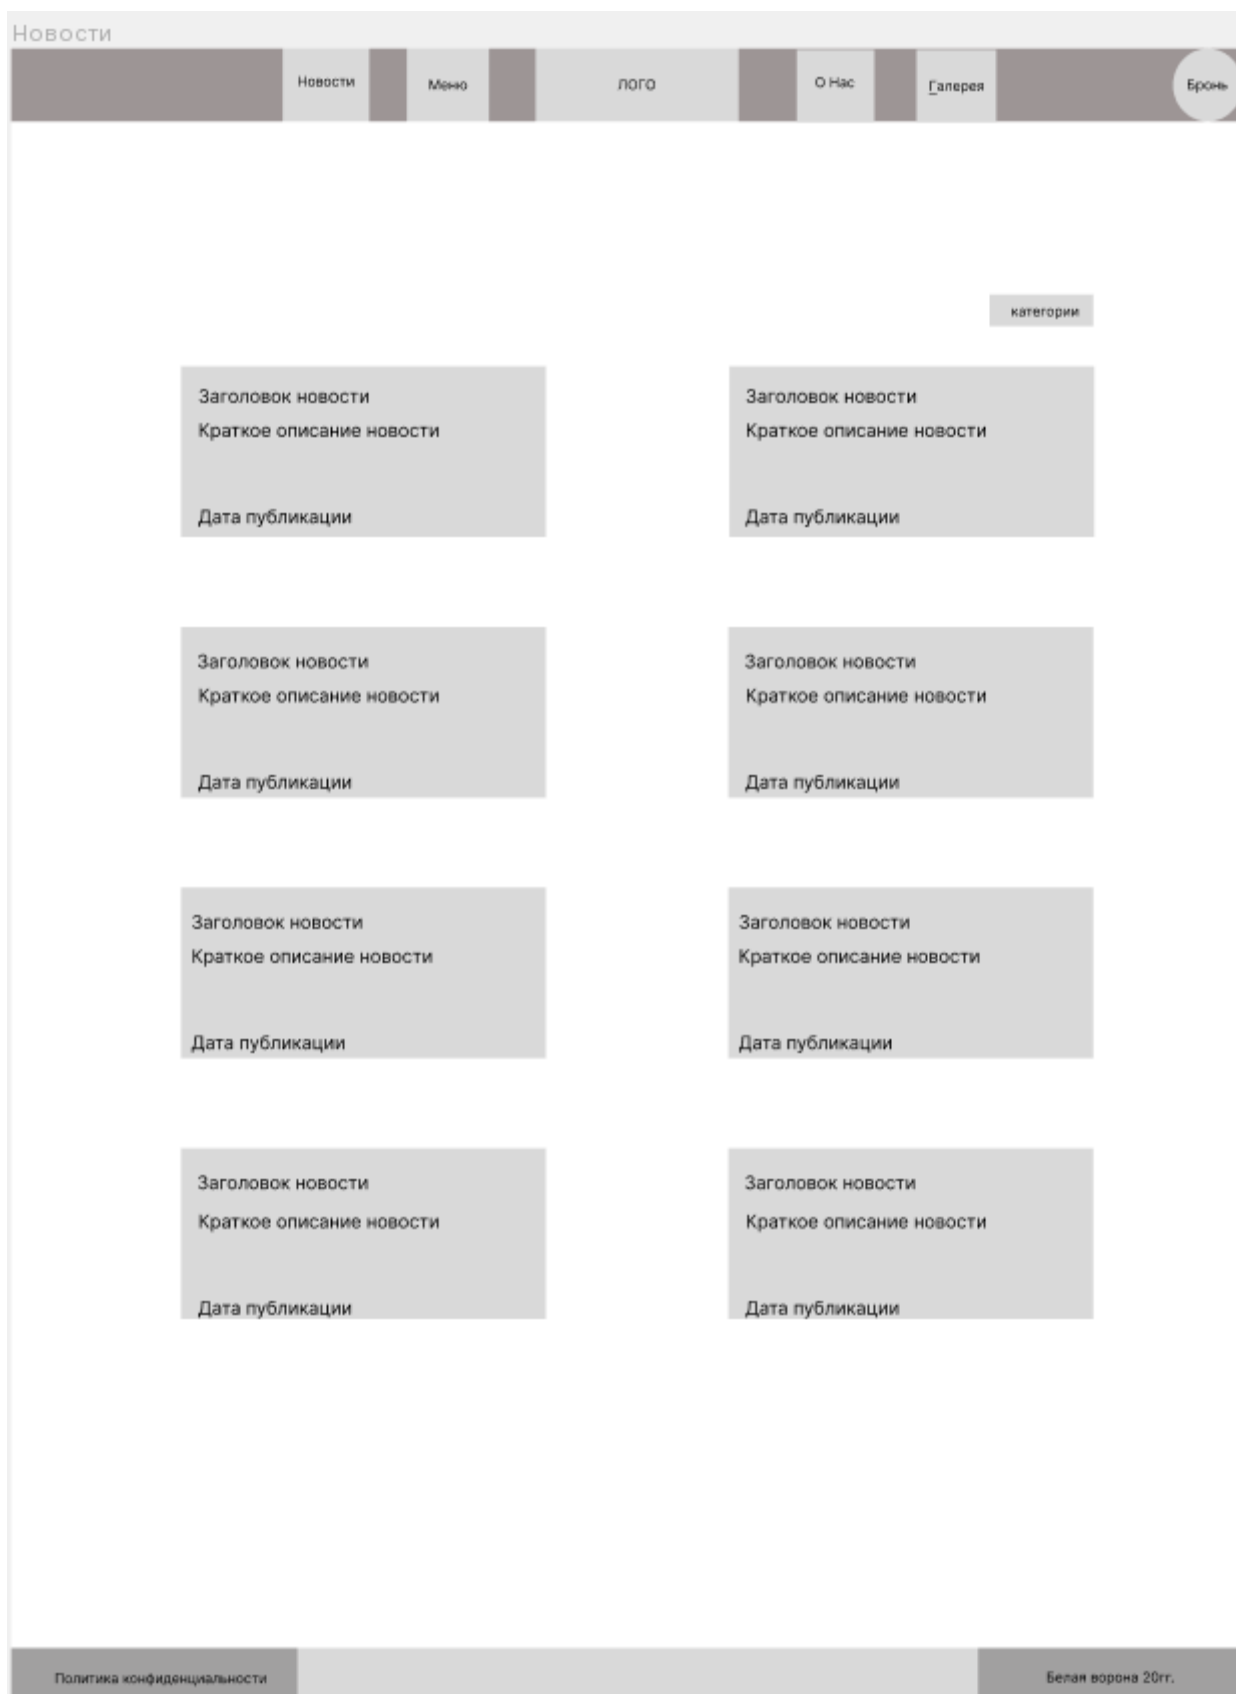 Новости
Новости
Меню
ЛОГО
О Нас
Галерея
Бронь
категории
Заголовок новости
Краткое описание новости
Дата публикации
Заголовок новости
Краткое описание новости
Дата публикации
Заголовок новости
Краткое описание новости
Дата публикации
Заголовок новости
Краткое описание новости
Дата публикации
Заголовок новости
Краткое описание новости
Дата публикации
Заголовок новости
Краткое описание новости
Дата публикации
Заголовок новости
Краткое описание новости
Дата публикации
Заголовок новости
Краткое описание новости
Дата публикации
Политика конфиденциальности
Белая ворона 20гг.